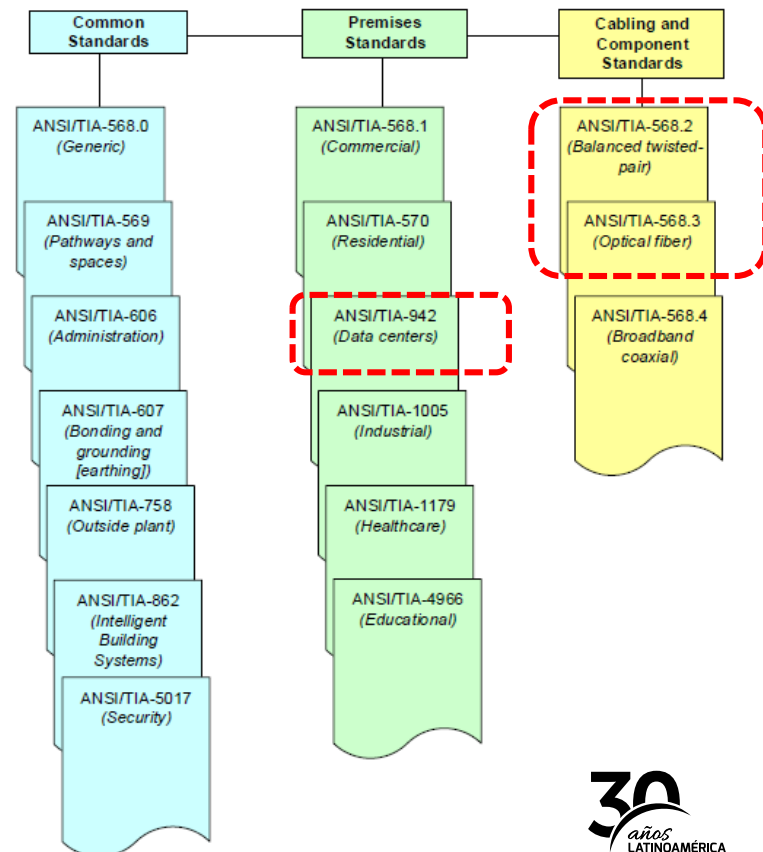 Common
Standards
Premises
Standards
Cabling and
Component
Standards
ANSI/TIA-568.0
(Generic)
ANSI/TIA-569
(Pathways and
spaces)
ANSI/TIA-606
(Administration)
ANSI/TIA-607
(Bonding and
grounding
[earthing])
ANSI/TIA-758
(Outside plant)
ANSI/TIA-862
(Intelligent
Building
Systems)
ANSI/TIA-5017
(Security)
ANSI/TIA-568.1
(Commercial)
ANSI/TIA-570
(Residential)
ANSI/TIA-942
(Data centers)
ANSI/TIA-1005
(Industrial)
ANSI/TIA-1179
(Healthcare)
ANSI/TIA-4966
(Educational)
ANSI/TIA-568.2
(Balanced twisted-
pair)
ANSI/TIA-568.3
(Optical fiber)
ANSI/TIA-568.4
(Broadband
coaxial)
30
años
LATINOAMÉRICA